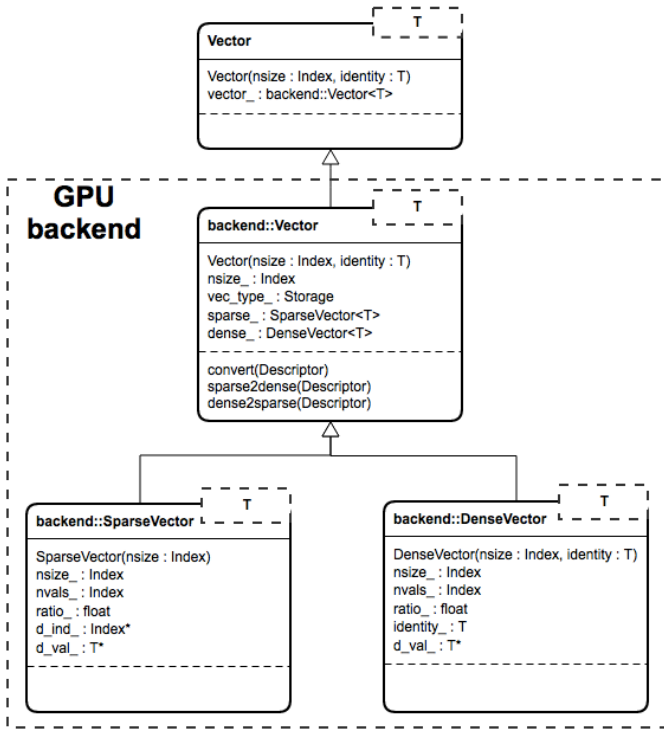 T
Vector
Vector(nsize : Index, identity : T)
vector_ : backend::Vector<T>
GPU
backend
T
backend::Vector
Vector(nsize : Index, identity : T)
nsize_ : Index
vec_type_ : Storage
sparse_ : SparseVector<T>
dense_ : DenseVector<T>
convert(Descriptor)
sparse2dense(Descriptor)
dense2sparse(Descriptor)
T
backend::SparseVector
SparseVector(nsize : Index)
nsize_ : Index
nvals_ : Index
ratio_ : float
d_ind_ : Index*
d_val_ : T*
T
backend::DenseVector
DenseVector(nsize : Index, identity : T)
nsize_ : Index
nvals_ : Index
ratio_ : float
identity_ : T
d_val_ : T*